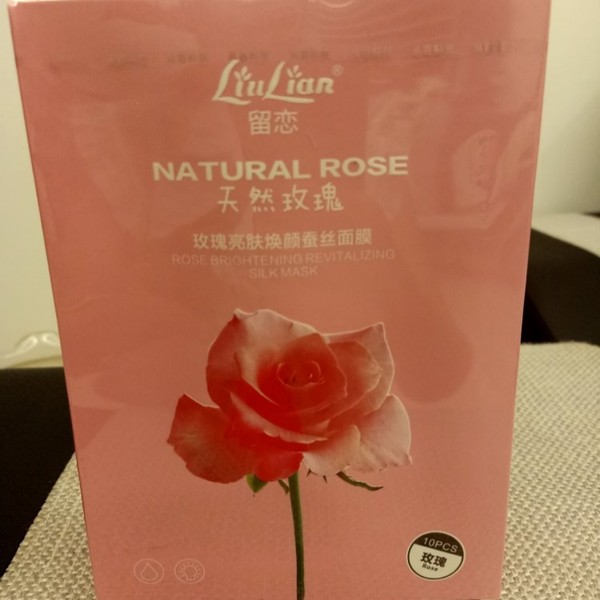 LiuLian®
留恋
NATURAL ROSE
天然玫瑰
玫瑰亮肤焕颜蚕丝面膜
ROSE BRIGHTENING REVITALIZING
SILK MASK
10PCS
玫瑰
Rose